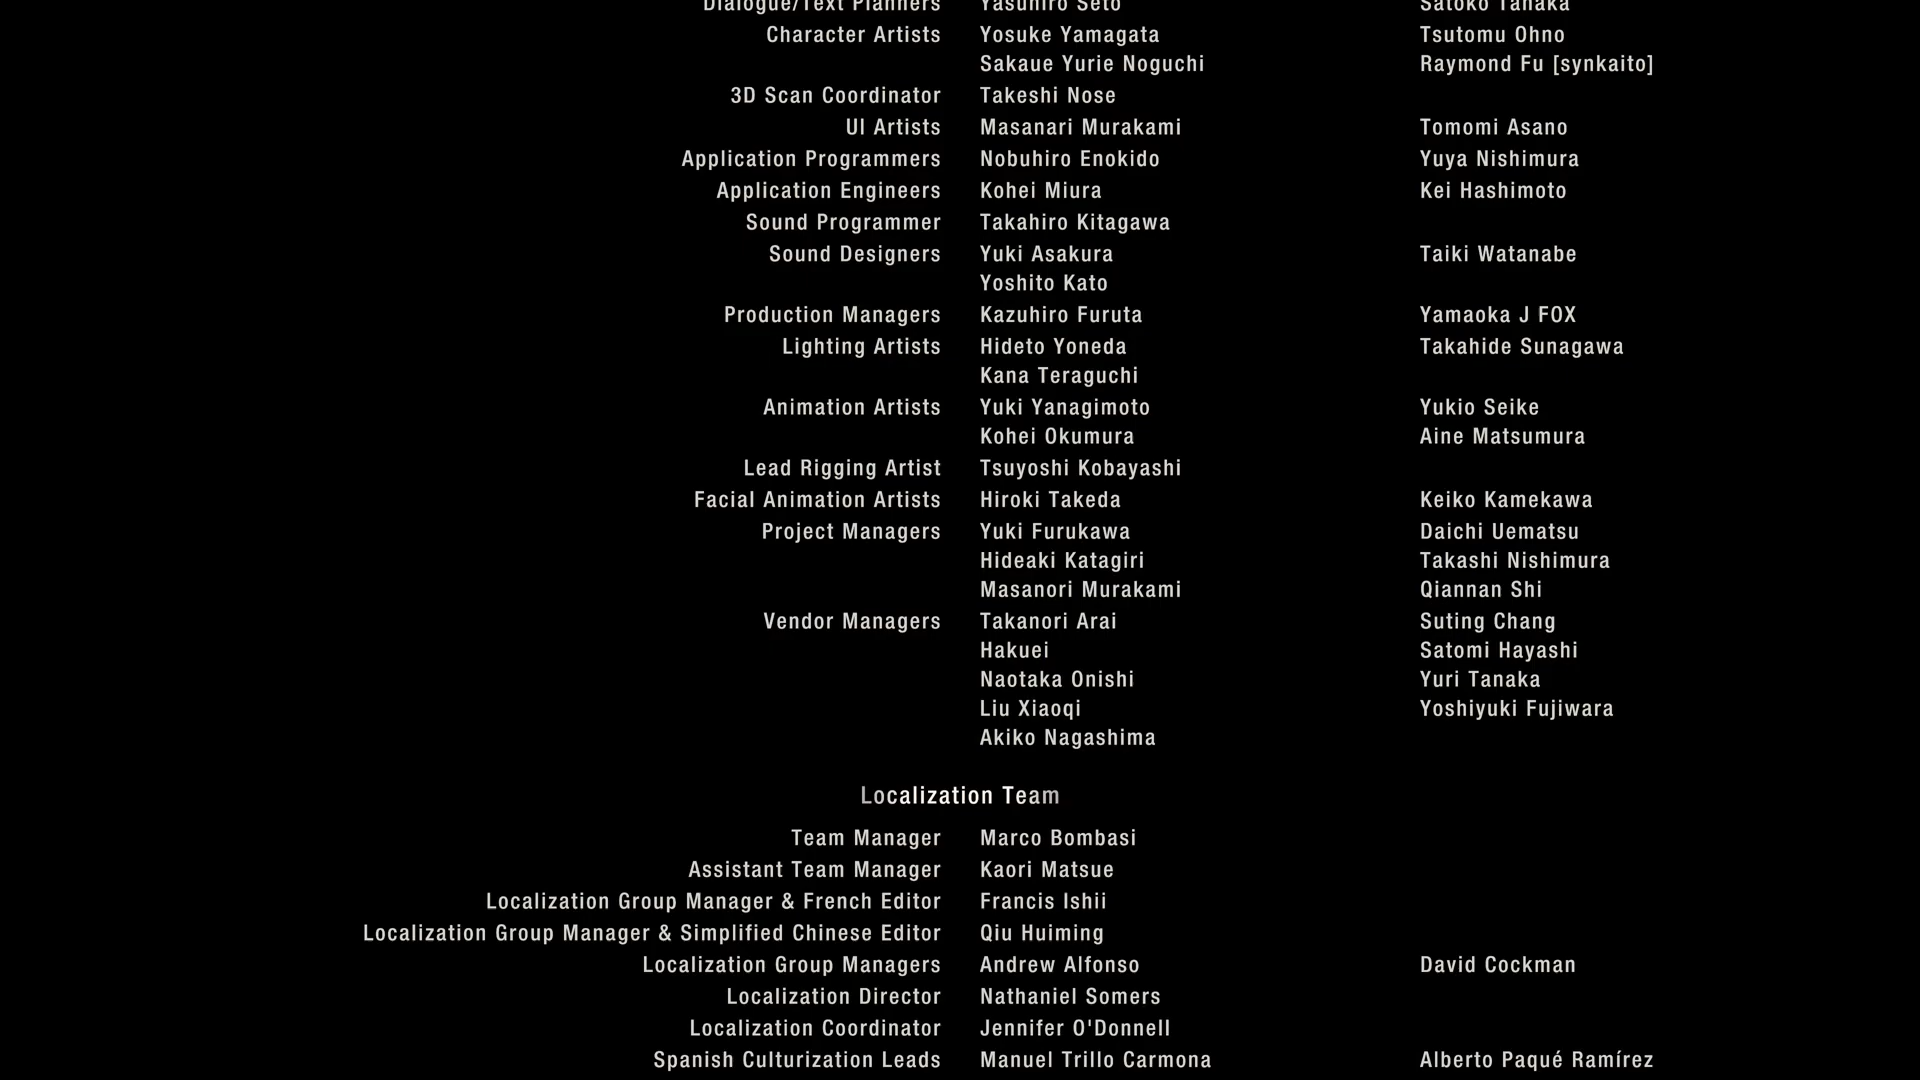 Dialogue/Text Planners Yasuhiro Seto Satoko Tanaka
Character Artists Yosuke Yamagata Tsutomu Ohno
Sakaue Yurie Noguchi Raymond Fu [synkaito]
3D Scan Coordinator Takeshi Nose
UI Artists Masanari Murakami Tomomi Asano
Application Programmers Nobuhiro Enokido Yuya Nishimura
Application Engineers Kohei Miura Kei Hashimoto
Sound Programmer Takahiro Kitagawa
Sound Designers Yuki Asakura Taiki Watanabe
Yoshito Kato
Production Managers Kazuhiro Furuta Yamaoka J FOX
Lighting Artists Hideto Yoneda Takahide Sunagawa
Kana Teraguchi
Animation Artists Yuki Yanagimoto Yukio Seike
Kohei Okumura Aine Matsumura
Lead Rigging Artist Tsuyoshi Kobayashi
Facial Animation Artists Hiroki Takeda Keiko Kamekawa
Project Managers Yuki Furukawa Daichi Uematsu
Hideaki Katagiri Takashi Nishimura
Masanori Murakami Qiannan Shi
Vendor Managers Takanori Arai Suting Chang
Hakuei Satomi Hayashi
Naotaka Onishi Yuri Tanaka
Liu Xiaoqi Yoshiyuki Fujiwara
Akiko Nagashima
Localization Team
Team Manager Marco Bombasi
Assistant Team Manager Kaori Matsue
Localization Group Manager & French Editor Francis Ishii
Localization Group Manager & Simplified Chinese Editor Qiu Huiming
Localization Group Managers Andrew Alfonso David Cockman
Localization Director Nathaniel Somers
Localization Coordinator Jennifer O'Donnell
Spanish Culturization Leads Manuel Trillo Carmona Alberto Paqué Ramírez